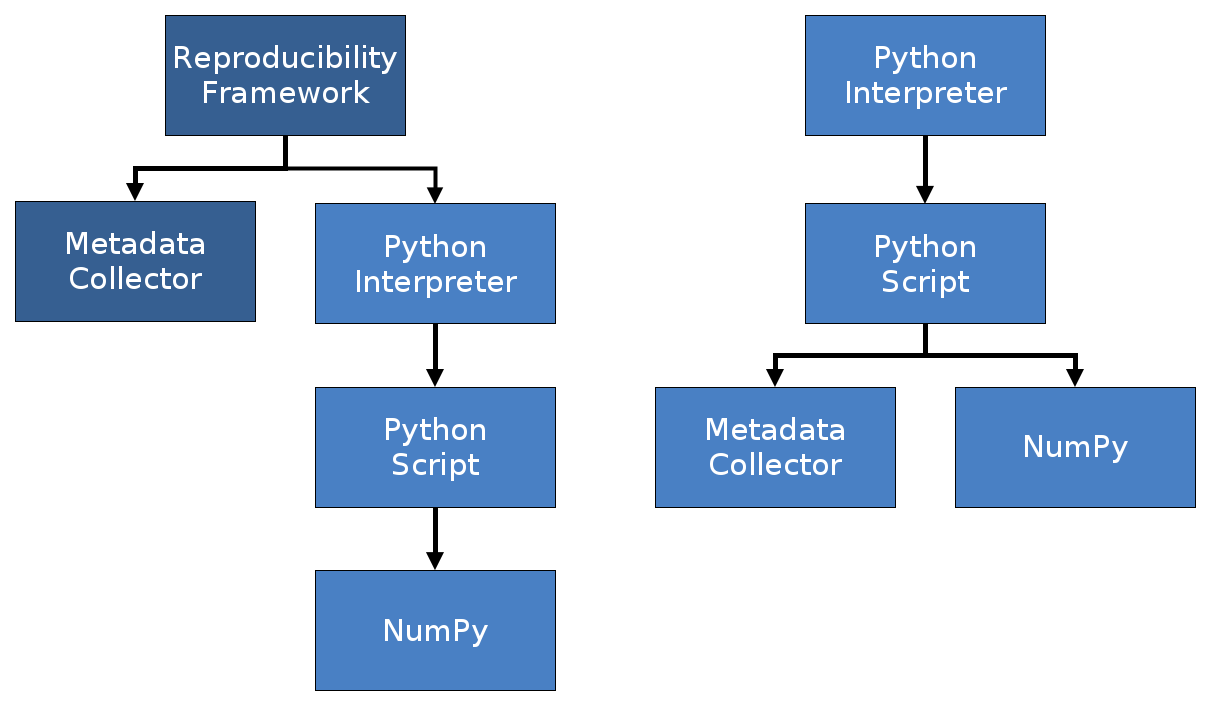 Reproducibility
Framework
Metadata
Collector
Python
Interpreter
Python
Script
NumPy
Python
Interpreter
Python
Script
Metadata
Collector
NumPy